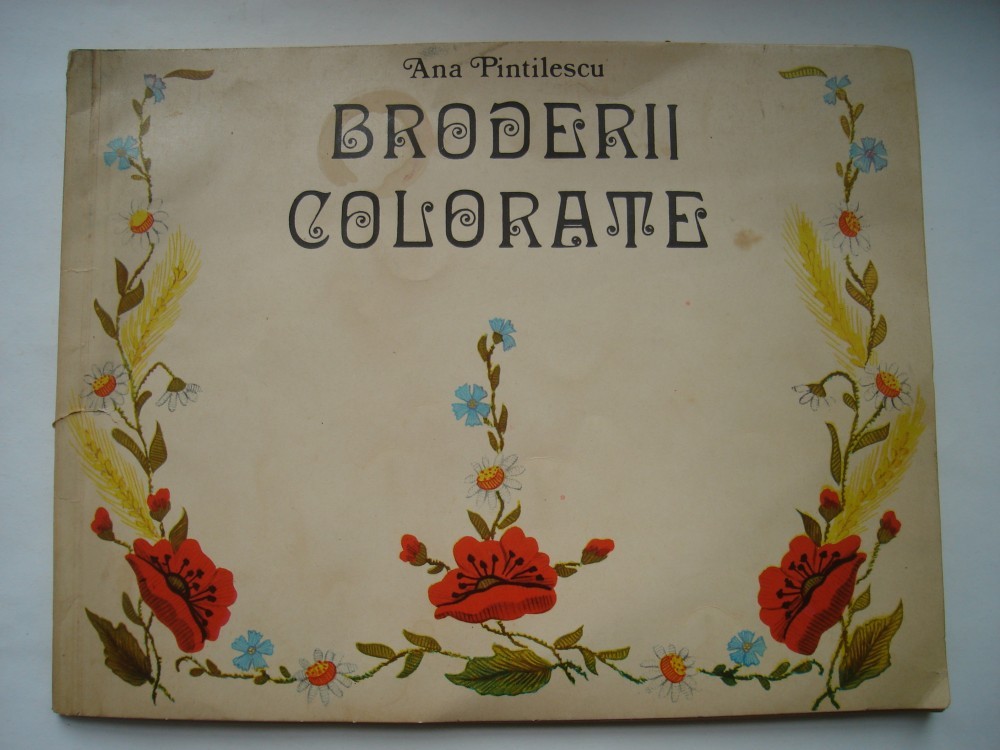 Ana Pintilescu
BRODERII
COLORATE